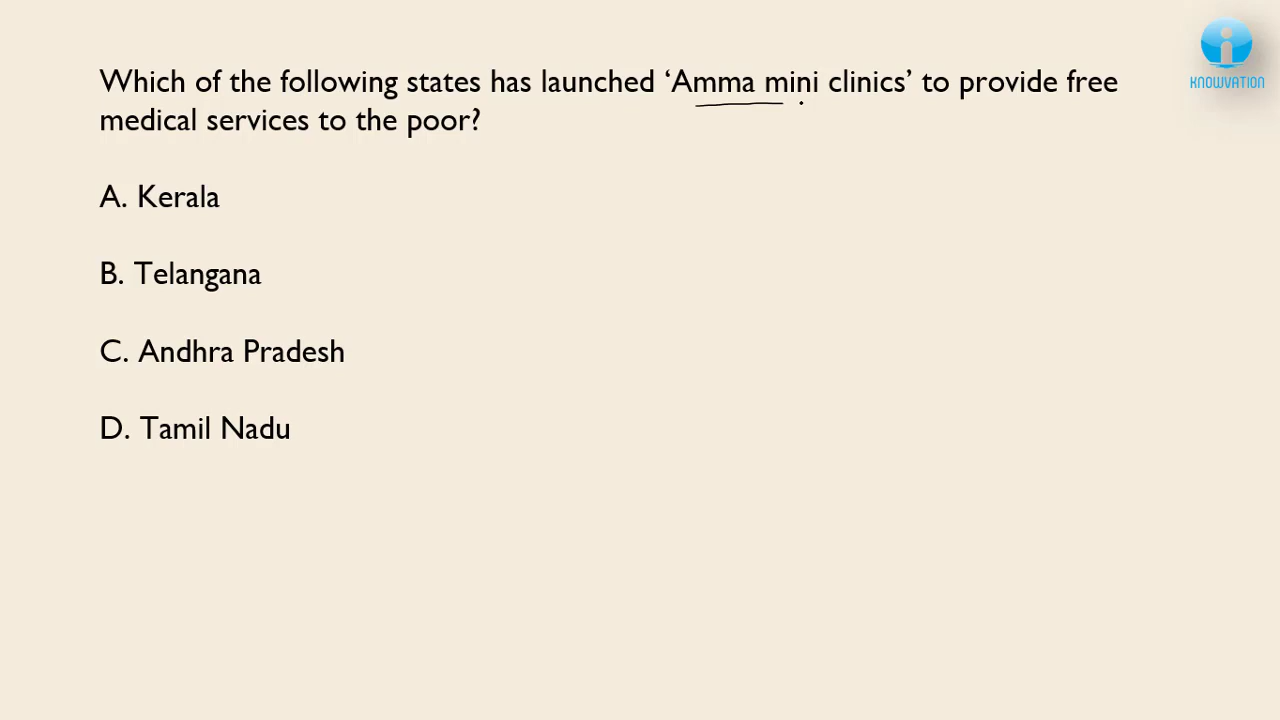 Which of the following states has launched ‘Amma mini clinics’ to provide free
medical services to the poor?
A. Kerala
B. Telangana
C. Andhra Pradesh
D. Tamil Nadu
KNOWVATION